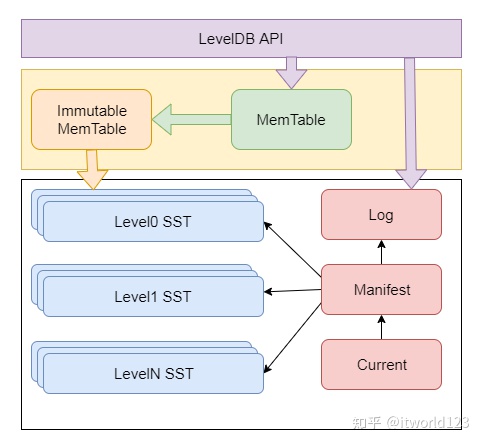 LevelDB API
Immutable
MemTable
MemTable
Level0 SST
Log
Level1 SST
Manifest
LevelN SST
Current
知乎 @itworld123